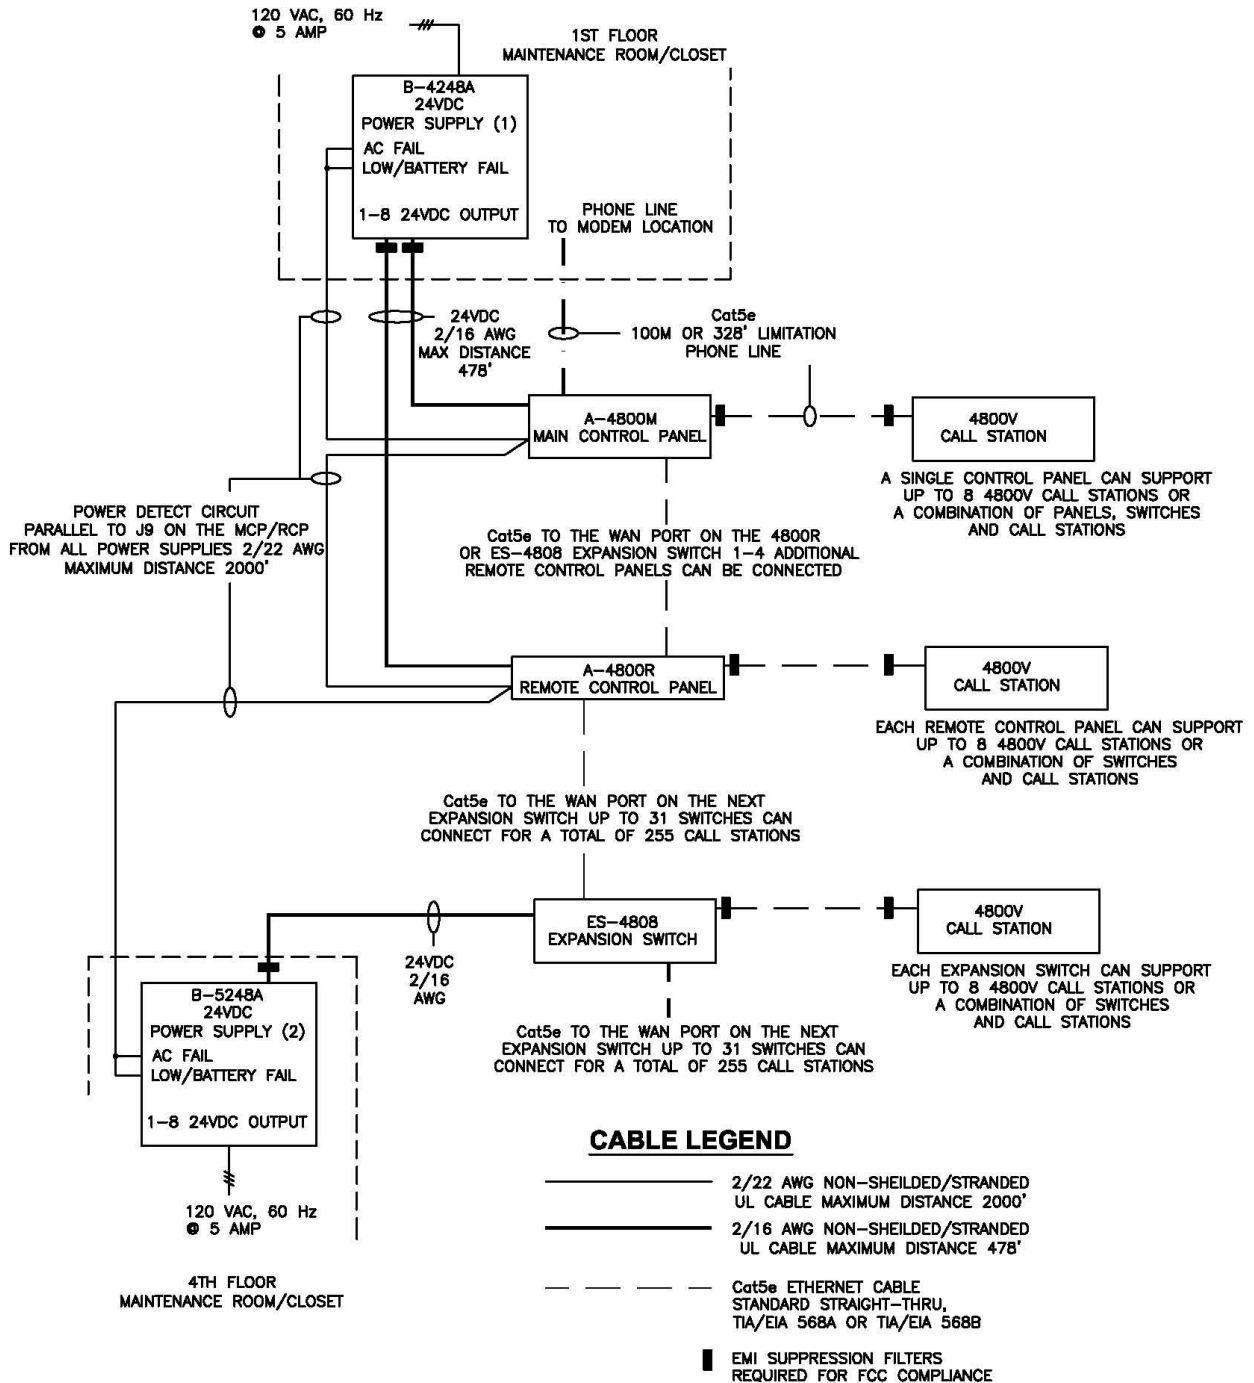 120 VAC, 60 Hz
@ 5 AMP
1ST FLOOR
MAINTENANCE ROOM/CLOSET
B-4248A
24VDC
POWER SUPPLY (1)
AC FAIL
LOW/BATTERY FAIL
1-8 24VDC OUTPUT
PHONE LINE
TO MODEM LOCATION
24VDC
2/16 AWG
MAX DISTANCE
478'
Cat5e
100M OR 328' LIMITATION
PHONE LINE
A-4800M
MAIN CONTROL PANEL
4800V
CALL STATION
A SINGLE CONTROL PANEL CAN SUPPORT
UP TO 8 4800V CALL STATIONS OR
A COMBINATION OF PANELS, SWITCHES
AND CALL STATIONS
POWER DETECT CIRCUIT
PARALLEL TO J9 ON THE MCP/RCP
FROM ALL POWER SUPPLIES 2/22 AWG
MAXIMUM DISTANCE 2000'
Cat5e TO THE WAN PORT ON THE 4800R
OR ES-4808 EXPANSION SWITCH 1-4 ADDITIONAL
REMOTE CONTROL PANELS CAN BE CONNECTED
A-4800R
REMOTE CONTROL PANEL
4800V
CALL STATION
EACH REMOTE CONTROL PANEL CAN SUPPORT
UP TO 8 4800V CALL STATIONS OR
A COMBINATION OF SWITCHES
AND CALL STATIONS
Cat5e TO THE WAN PORT ON THE NEXT
EXPANSION SWITCH UP TO 31 SWITCHES CAN
CONNECT FOR A TOTAL OF 255 CALL STATIONS
ES-4808
EXPANSION SWITCH
4800V
CALL STATION
24VDC
2/16
AWG
EACH EXPANSION SWITCH CAN SUPPORT
UP TO 8 4800V CALL STATIONS OR
A COMBINATION OF SWITCHES
AND CALL STATIONS
B-5248A
24VDC
POWER SUPPLY (2)
AC FAIL
LOW/BATTERY FAIL
1-8 24VDC OUTPUT
Cat5e TO THE WAN PORT ON THE NEXT
EXPANSION SWITCH UP TO 31 SWITCHES CAN
CONNECT FOR A TOTAL OF 255 CALL STATIONS
120 VAC, 60 Hz
@ 5 AMP
4TH FLOOR
MAINTENANCE ROOM/CLOSET
CABLE LEGEND
2/22 AWG NON-SHEILDED/STRANDED
UL CABLE MAXIMUM DISTANCE 2000'
2/16 AWG NON-SHEILDED/STRANDED
UL CABLE MAXIMUM DISTANCE 478'
Cat5e ETHERNET CABLE
STANDARD STRAIGHT-THRU,
TIA/EIA 568A OR TIA/EIA 568B
EMI SUPPRESSION FILTERS
REQUIRED FOR FCC COMPLIANCE